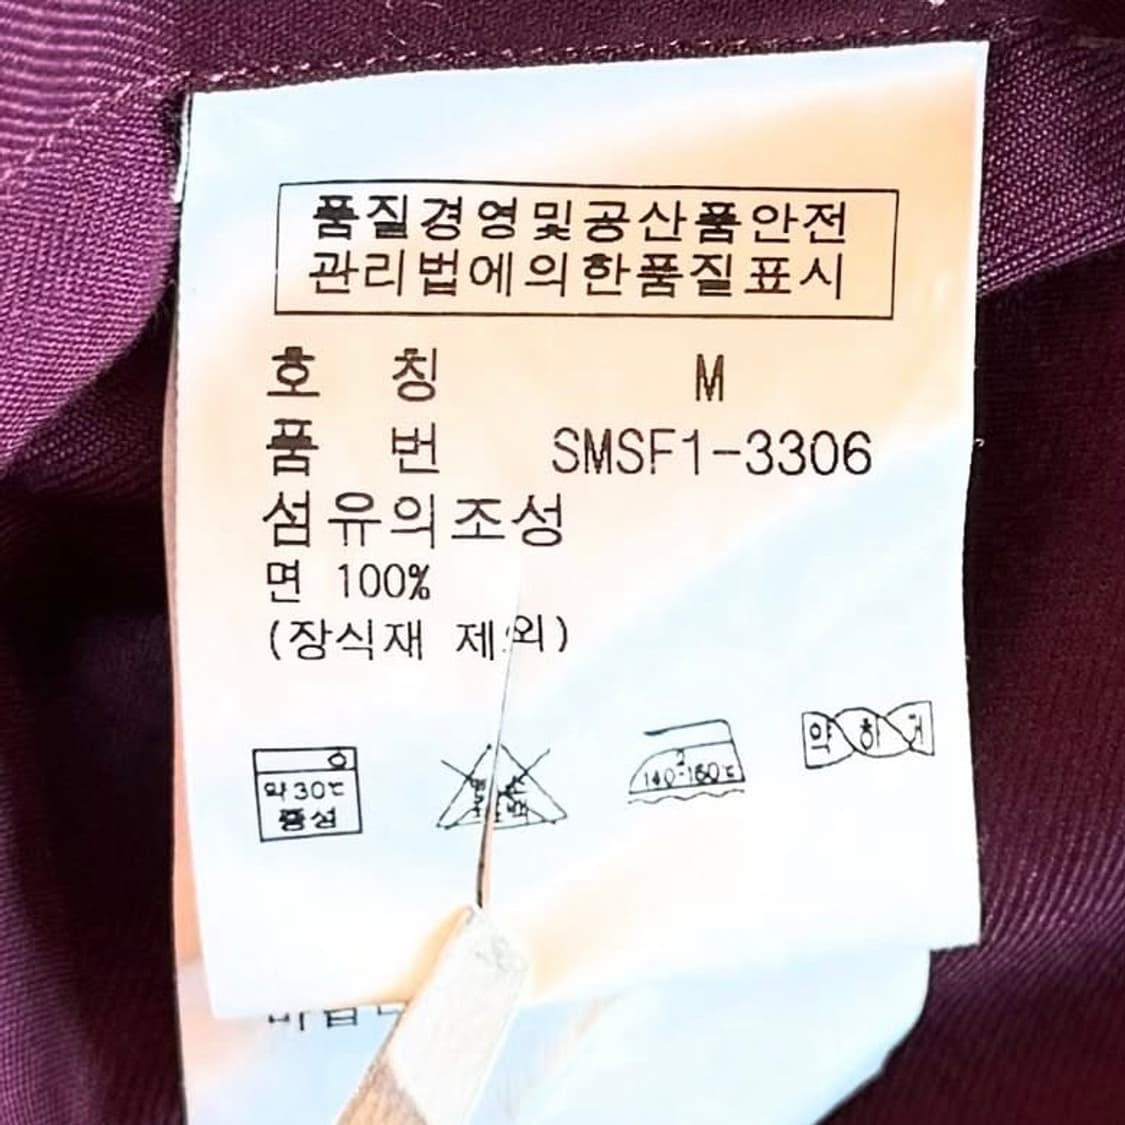 품질경영및공산품안전
관리법에의한품질표시
호 칭 M
품 번 SMSF1-3306
섬유의조성
면 100%
(장식재 제외)
약 30℃
중성
140~160℃
약 하 게